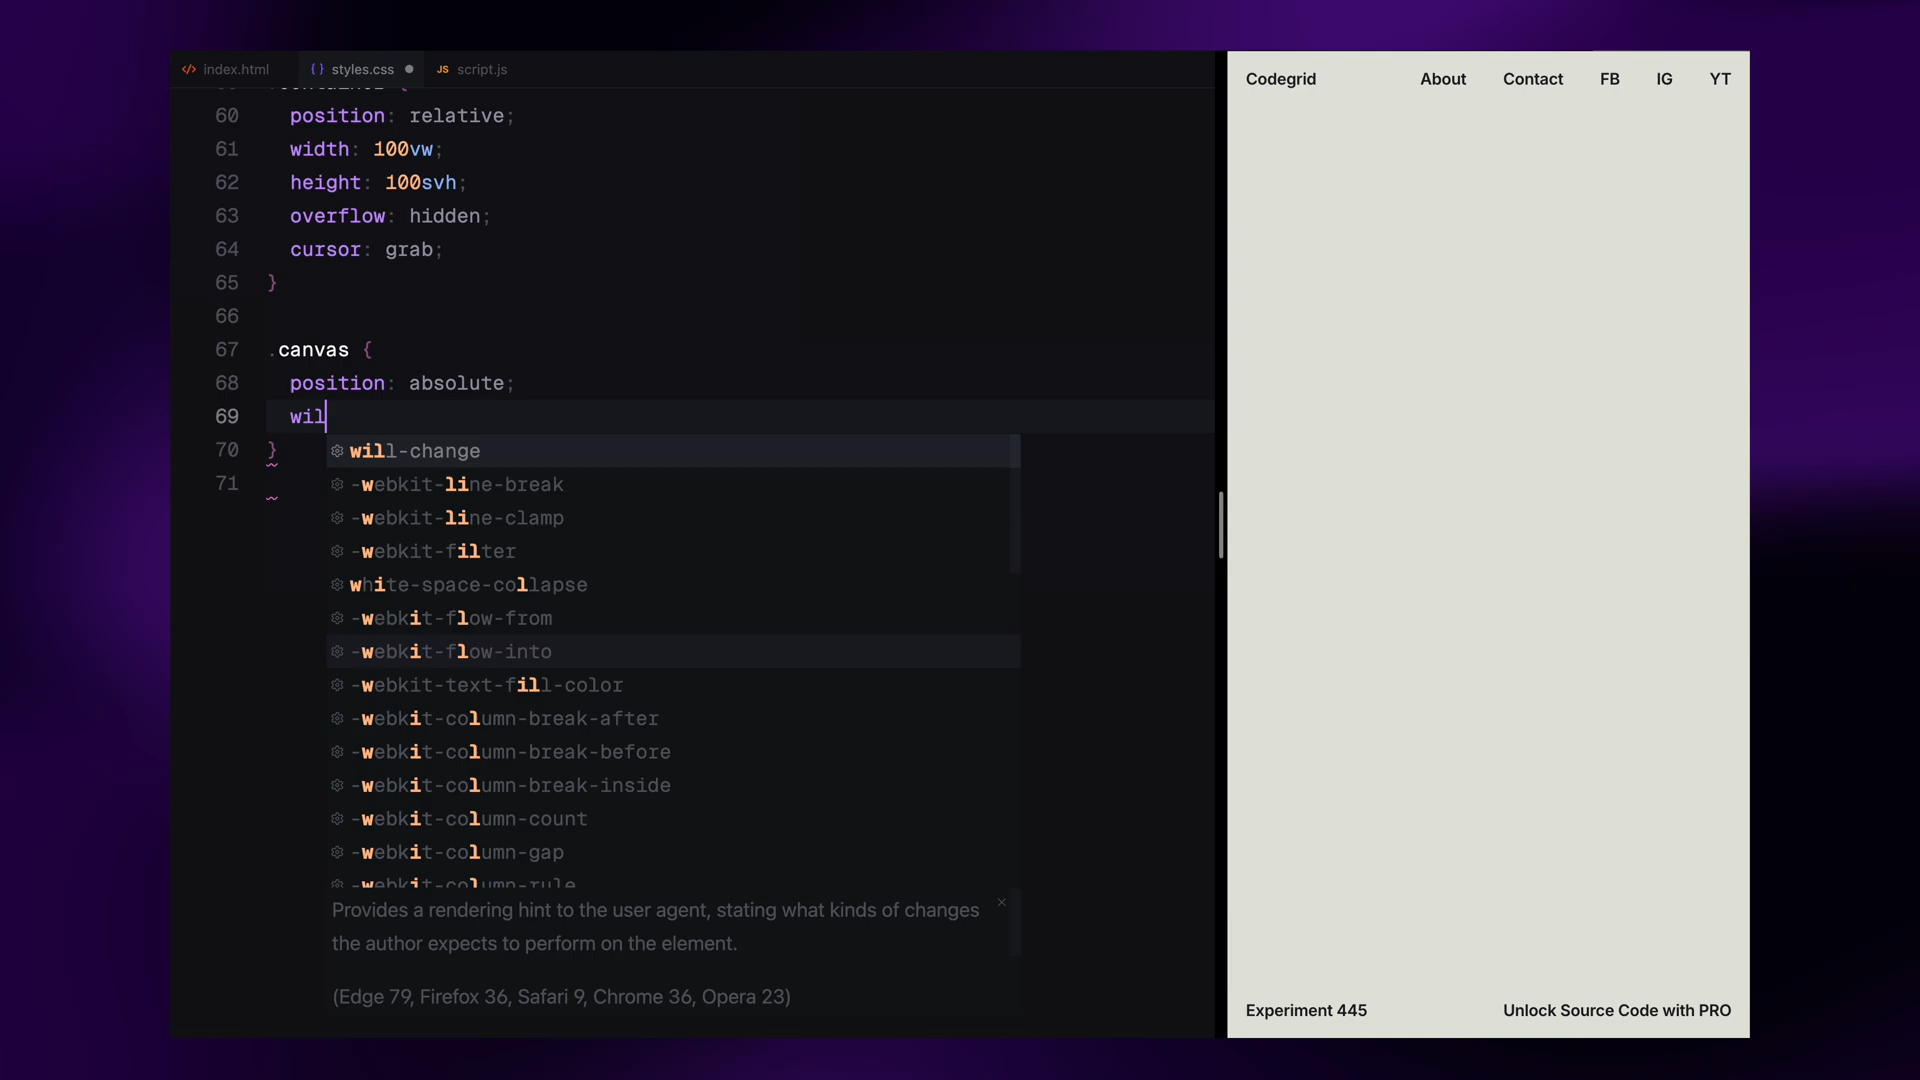 index.html
styles.css
JS script.js
60 position: relative;
61 width: 100vw;
62 height: 100svh;
63 overflow: hidden;
64 cursor: grab;
65 }
66
67 .canvas {
68 position: absolute;
69 wil
70 }
71
will-change
-webkit-line-break
-webkit-line-clamp
-webkit-filter
white-space-collapse
-webkit-flow-from
-webkit-flow-into
-webkit-text-fill-color
-webkit-column-break-after
-webkit-column-break-before
-webkit-column-break-inside
-webkit-column-count
-webkit-column-gap
-webkit-column-rule
Provides a rendering hint to the user agent, stating what kinds of changes
the author expects to perform on the element.
(Edge 79, Firefox 36, Safari 9, Chrome 36, Opera 23)
Codegrid About Contact FB IG YT
Experiment 445 Unlock Source Code with PRO